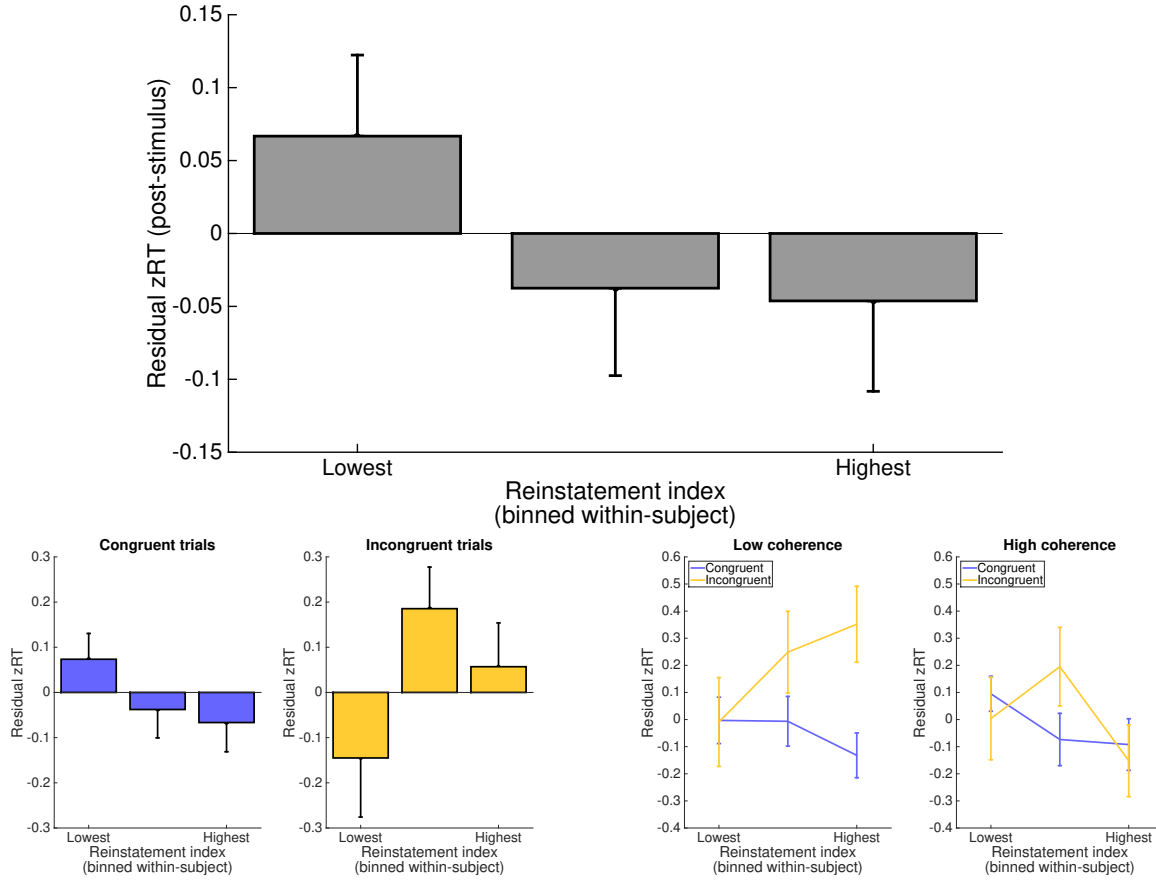 Residual zRT (post-stimulus)
0.15
0.1
0.05
0
-0.05
-0.1
-0.15
Lowest
Highest
Reinstatement index
(binned within-subject)
Congruent trials
Residual zRT
0.3
0.2
0.1
0
-0.1
-0.2
-0.3
Lowest
Highest
Reinstatement index
(binned within-subject)
Incongruent trials
Residual zRT
0.3
0.2
0.1
0
-0.1
-0.2
-0.3
Lowest
Highest
Reinstatement index
(binned within-subject)
Low coherence
Congruent
Incongruent
Residual zRT
0.6
0.5
0.4
0.3
0.2
0.1
0
-0.1
-0.2
-0.3
-0.4
Lowest
Highest
Reinstatement index
(binned within-subject)
High coherence
Congruent
Incongruent
Residual zRT
0.6
0.5
0.4
0.3
0.2
0.1
0
-0.1
-0.2
-0.3
-0.4
Lowest
Highest
Reinstatement index
(binned within-subject)